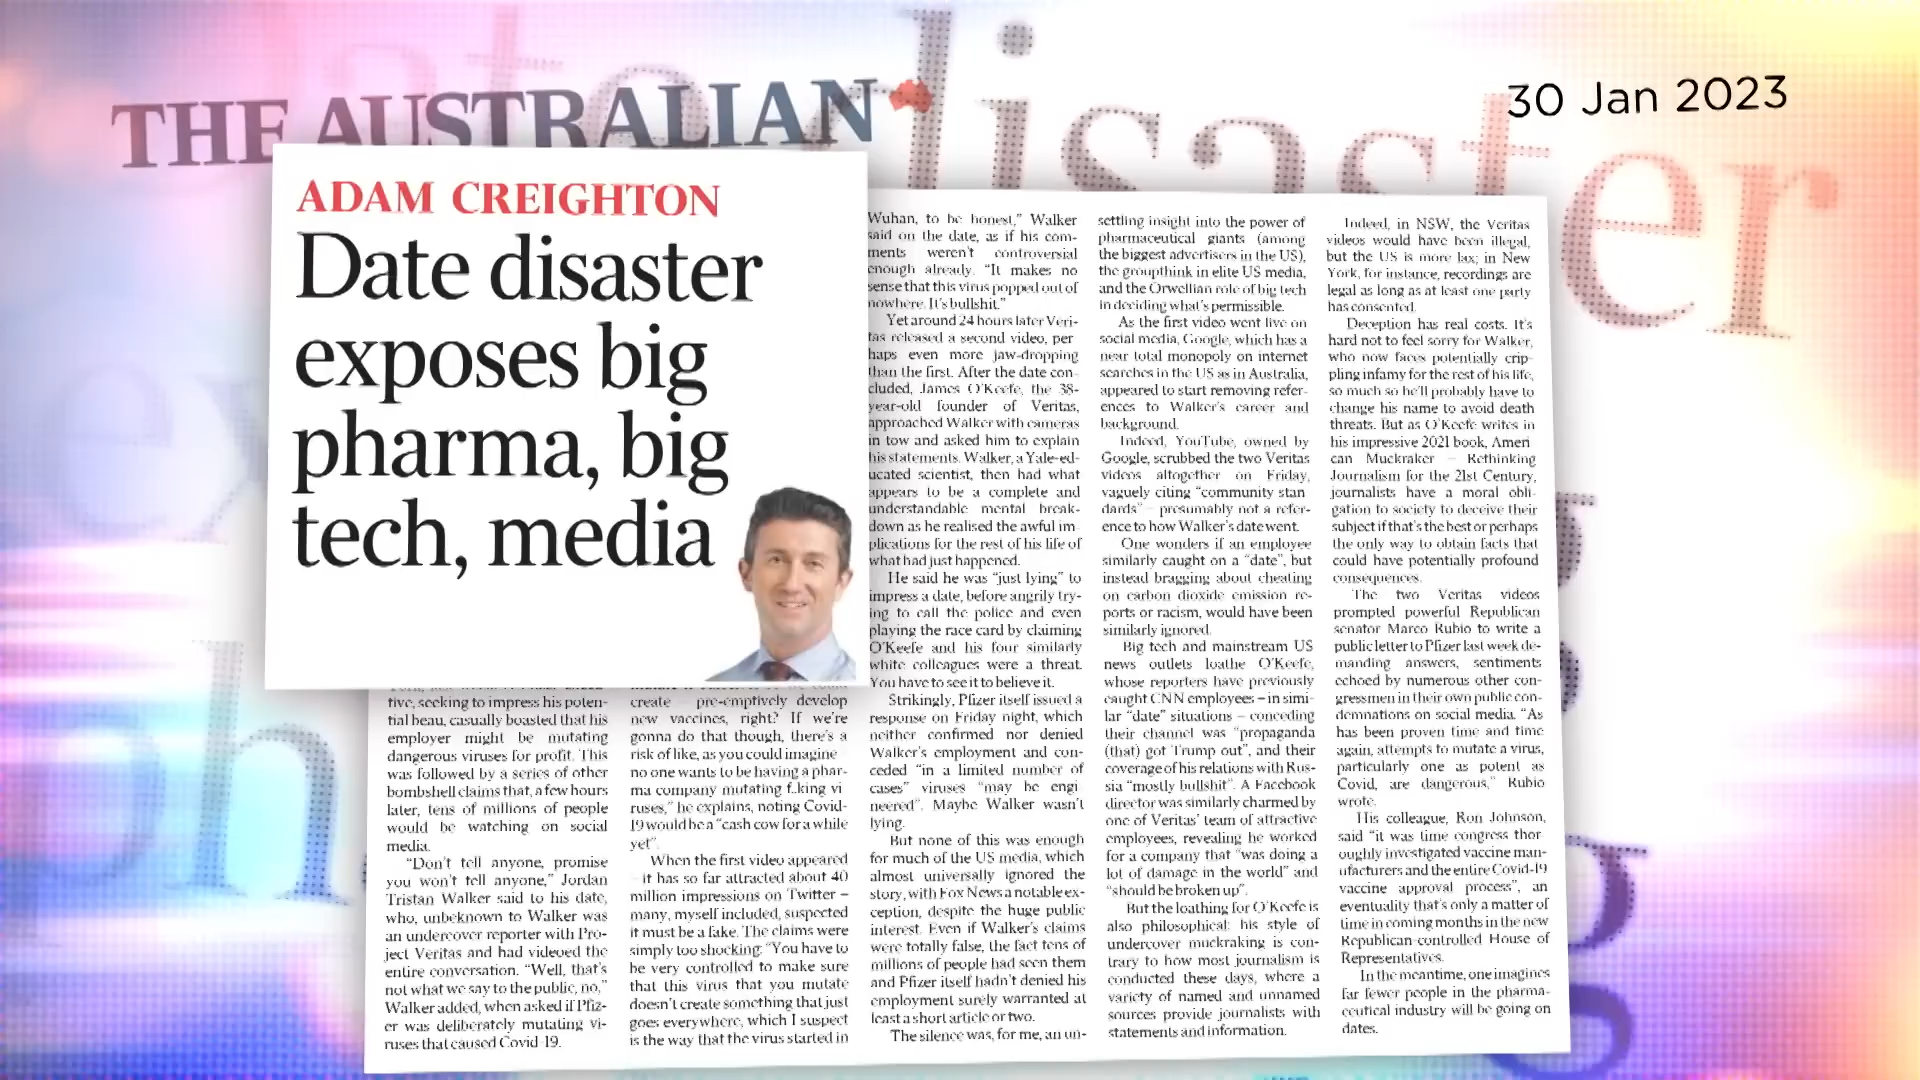 THE AUSTRALIAN
30 Jan 2023
ADAM CREIGHTON
Date disaster
exposes big
pharma, big
tech, media
tive, seeking to impress his poten-
tial beau, casually boasted that his
employer might be mutating
dangerous viruses for profit. This
was followed by a series of other
bombshell claims that, a few hours
later, tens of millions of people
would be watching on social
media.
“Don’t tell anyone, promise
you won’t tell anyone,” Jordan
Tristan Walker said to his date,
who, unbeknown to Walker was
an undercover reporter with Pro-
ject Veritas and had videoed the
entire conversation. “Well, that’s
not what we say to the public, no,”
Walker added, when asked if Pfiz-
er was deliberately mutating vi-
ruses that caused Covid-19.
create – pre-emptively develop
new vaccines, right? If we’re
gonna do that though, there’s a
risk of like, as you could imagine –
no one wants to be having a phar-
ma company mutating f..king vi-
ruses,” he explains, noting Covid-
19 would be a “cash cow for a while
yet”.
When the first video appeared
– it has so far attracted about 40
million impressions on Twitter –
many, myself included, suspected
it must be a fake. The claims were
simply too shocking: “You have to
be very controlled to make sure
that this virus that you mutate
doesn’t create something that just
goes everywhere, which I suspect
is the way that the virus started in
Wuhan, to be honest,” Walker
said on the date, as if his com-
ments weren’t controversial
enough already. “It makes no
sense that this virus popped out of
nowhere. It’s bullshit.”
Yet around 24 hours later Veri-
tas released a second video, per-
haps even more jaw-dropping
than the first. After the date con-
cluded, James O’Keefe, the 38-
year-old founder of Veritas,
approached Walker with cameras
in tow and asked him to explain
his statements. Walker, a Yale-ed-
ucated scientist, then had what
appears to be a complete and
understandable mental break-
down as he realised the awful im-
plications for the rest of his life of
what had just happened.
He said he was “just lying” to
impress a date, before angrily try-
ing to call the police and even
playing the race card by claiming
O’Keefe and his four similarly
white colleagues were a threat.
You have to see it to believe it.
Strikingly, Pfizer itself issued a
response on Friday night, which
neither confirmed nor denied
Walker’s employment and con-
ceded “in a limited number of
cases” viruses “may be engi-
neered”. Maybe Walker wasn’t
lying.
But none of this was enough
for much of the US media, which
almost universally ignored the
story, with Fox News a notable ex-
ception, despite the huge public
interest. Even if Walker’s claims
were totally false, the fact tens of
millions of people had seen them
and Pfizer itself hadn’t denied his
employment surely warranted at
least a short article or two.
The silence was, for me, an un-
settling insight into the power of
pharmaceutical giants (among
the biggest advertisers in the US),
the groupthink in elite US media,
and the Orwellian role of big tech
in deciding what’s permissible.
As the first video went live on
social media, Google, which has a
near total monopoly on internet
searches in the US as in Australia,
appeared to start removing refer-
ences to Walker’s career and
background.
Indeed, YouTube, owned by
Google, scrubbed the two Veritas
videos altogether on Friday,
vaguely citing “community stan-
dards” – presumably not a refer-
ence to how Walker’s date went.
One wonders if an employee
similarly caught on a “date”, but
instead bragging about cheating
on carbon dioxide emission re-
ports or racism, would have been
similarly ignored.
Big tech and mainstream US
news outlets loathe O’Keefe,
whose reporters have previously
caught CNN employees – in simi-
lar “date” situations – conceding
their channel was “propaganda
(that) got Trump out”, and their
coverage of his relations with Rus-
sia “mostly bullshit”. A Facebook
director was similarly charmed by
one of Veritas’ team of attractive
employees, revealing he worked
for a company that “was doing a
lot of damage in the world” and
“should be broken up”.
But the loathing for O’Keefe is
also philosophical: his style of
undercover muckraking is con-
trary to how most journalism is
conducted these days, where a
variety of named and unnamed
sources provide journalists with
statements and information.
Indeed, in NSW, the Veritas
videos would have been illegal,
but the US is more lax; in New
York, for instance, recordings are
legal as long as at least one party
has consented.
Deception has real costs. It’s
hard not to feel sorry for Walker,
who now faces potentially crip-
pling infamy for the rest of his life,
so much so he’ll probably have to
change his name to avoid death
threats. But as O’Keefe writes in
his impressive 2021 book, Ameri-
can Muckraker – Rethinking
Journalism for the 21st Century,
journalists have a moral obli-
gation to society to deceive their
subject if that’s the best or perhaps
the only way to obtain facts that
could have potentially profound
consequences.
The two Veritas videos
prompted powerful Republican
senator Marco Rubio to write a
public letter to Pfizer last week de-
manding answers, sentiments
echoed by numerous other con-
gressmen in their own public con-
demnations on social media. “As
has been proven time and time
again, attempts to mutate a virus,
particularly one as potent as
Covid, are dangerous,” Rubio
wrote.
His colleague, Ron Johnson,
said “it was time congress thor-
oughly investigated vaccine man-
ufacturers and the entire Covid-19
vaccine approval process”, an
eventuality that’s only a matter of
time in coming months in the new
Republican-controlled House of
Representatives.
In the meantime, one imagines
far fewer people in the pharma-
ceutical industry will be going on
dates.